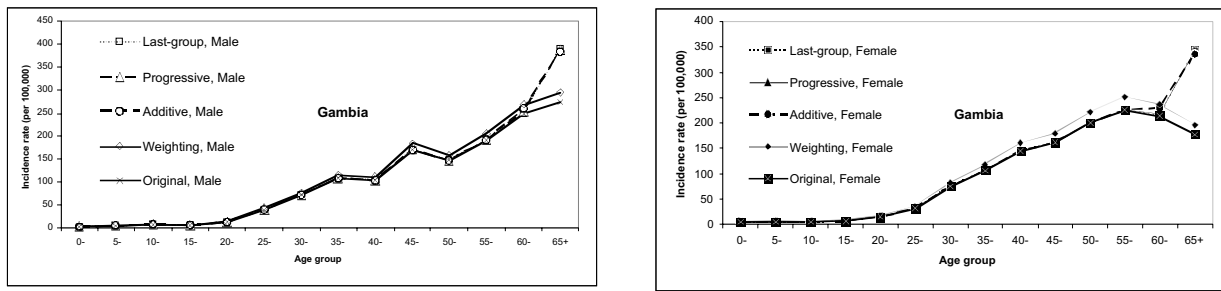 450
400
350
300
250
200
150
100
50
0
Incidence rate (per 100,000)
Last-group, Male
Progressive, Male
Additive, Male
Weighting, Male
Original, Male
Gambia
0- 5- 10- 15- 20- 25- 30- 35- 40- 45- 50- 55- 60- 65+
Age group
400
350
300
250
200
150
100
50
0
Incidence rate (per 100,000)
Last-group, Female
Progressive, Female
Additive, Female
Weighting, Female
Original, Female
Gambia
0- 5- 10- 15- 20- 25- 30- 35- 40- 45- 50- 55- 60- 65+
Age group